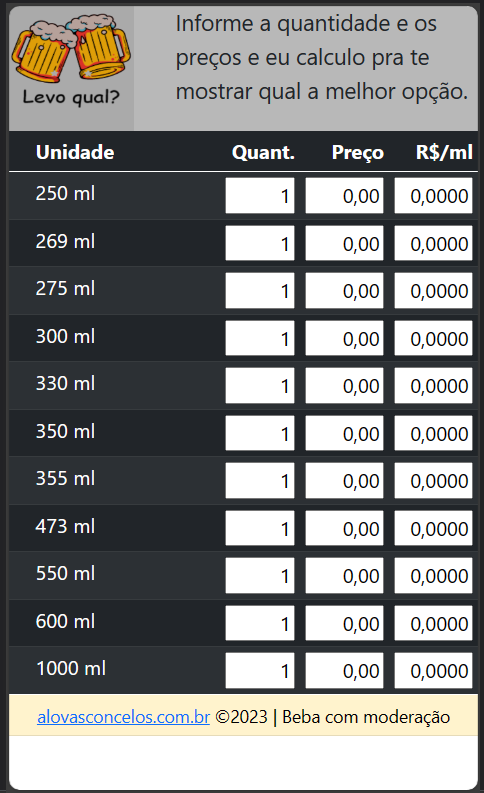 Levo qual?
Informe a quantidade e os
preços e eu calculo pra te
mostrar qual a melhor opção.
Unidade Quant. Preço R$/ml
250 ml 1 0,00 0,0000
269 ml 1 0,00 0,0000
275 ml 1 0,00 0,0000
300 ml 1 0,00 0,0000
330 ml 1 0,00 0,0000
350 ml 1 0,00 0,0000
355 ml 1 0,00 0,0000
473 ml 1 0,00 0,0000
550 ml 1 0,00 0,0000
600 ml 1 0,00 0,0000
1000 ml 1 0,00 0,0000
alovasconcelos.com.br ©2023 | Beba com moderação